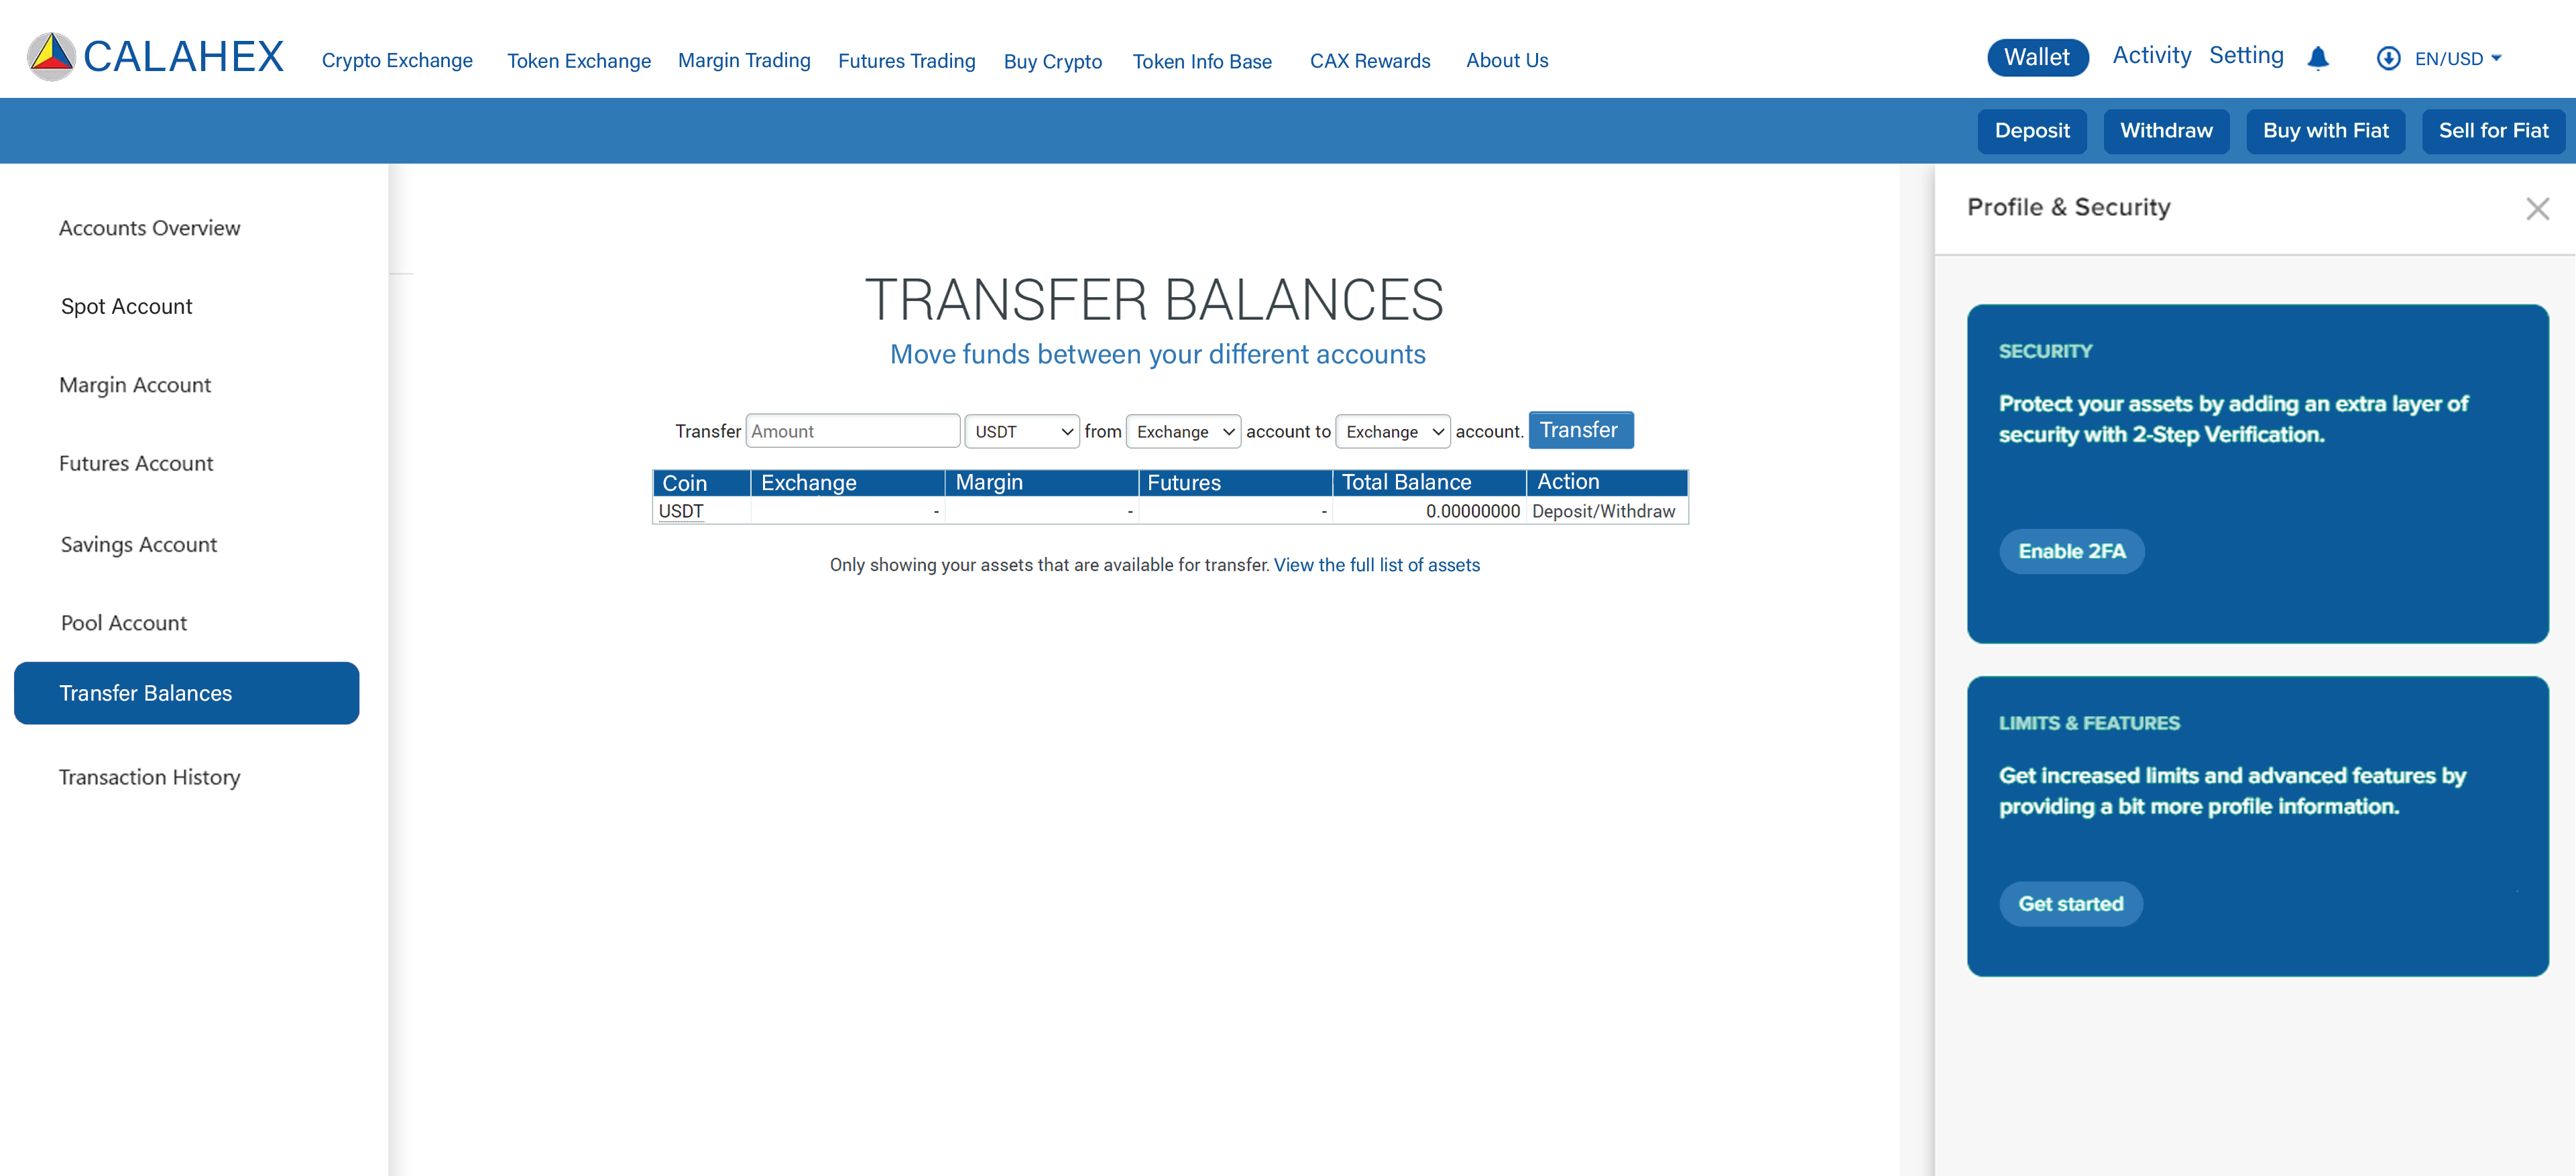 CALAHEX
Crypto Exchange Token Exchange Margin Trading Futures Trading Buy Crypto Token Info Base CAX Rewards About Us
Wallet Activity Setting EN/USD
Deposit Withdraw Buy with Fiat Sell for Fiat
Accounts Overview
Spot Account
Margin Account
Futures Account
Savings Account
Pool Account
Transfer Balances
Transaction History
TRANSFER BALANCES
Move funds between your different accounts
Transfer Amount USDT from Exchange account to Exchange account. Transfer
Coin Exchange Margin Futures Total Balance Action
USDT - - - 0.00000000 Deposit/Withdraw
Only showing your assets that are available for transfer. View the full list of assets
Profile & Security
SECURITY
Protect your assets by adding an extra layer of
security with 2-Step Verification.
Enable 2FA
LIMITS & FEATURES
Get increased limits and advanced features by
providing a bit more profile information.
Get started